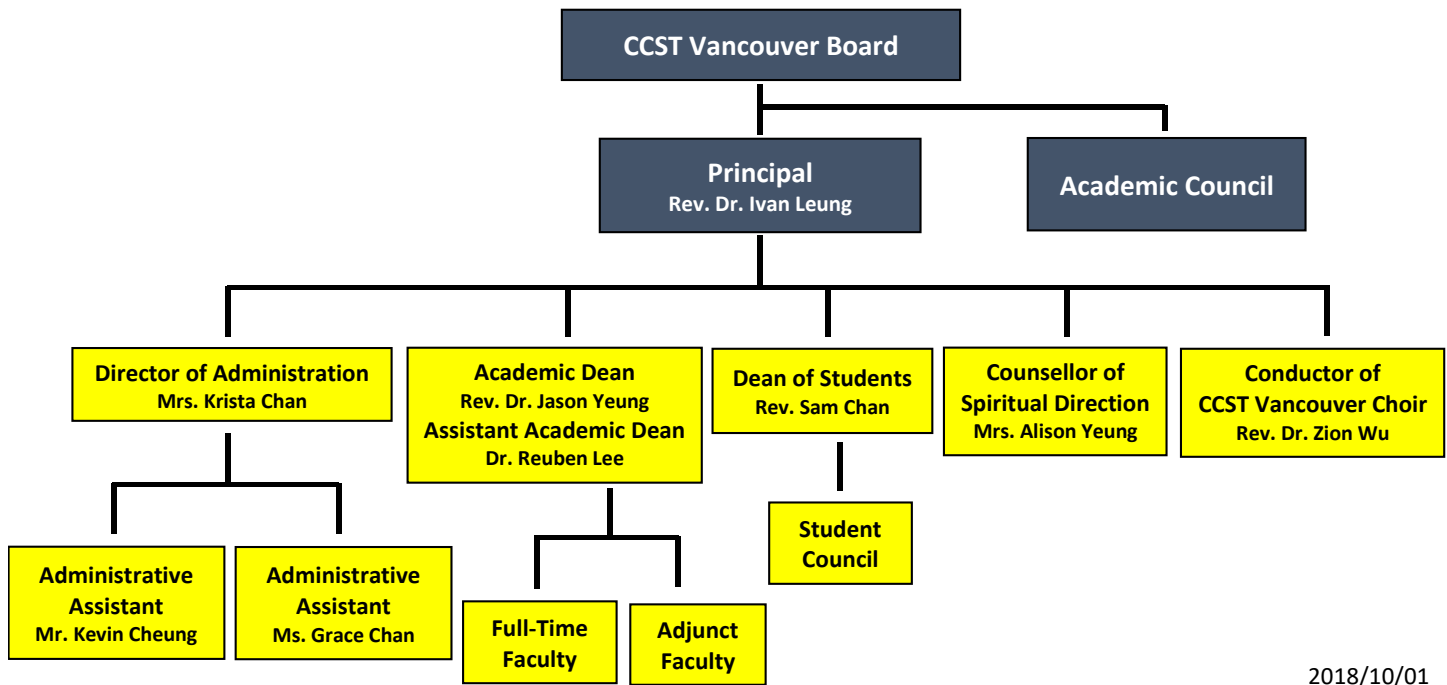 CCST Vancouver Board
Principal
Rev. Dr. Ivan Leung
Academic Council
Director of Administration
Mrs. Krista Chan
Academic Dean
Rev. Dr. Jason Yeung
Assistant Academic Dean
Dr. Reuben Lee
Dean of Students
Rev. Sam Chan
Counsellor of
Spiritual Direction
Mrs. Alison Yeung
Conductor of
CCST Vancouver Choir
Rev. Dr. Zion Wu
Administrative
Assistant
Mr. Kevin Cheung
Administrative
Assistant
Ms. Grace Chan
Full-Time
Faculty
Adjunct
Faculty
Student
Council
2018/10/01